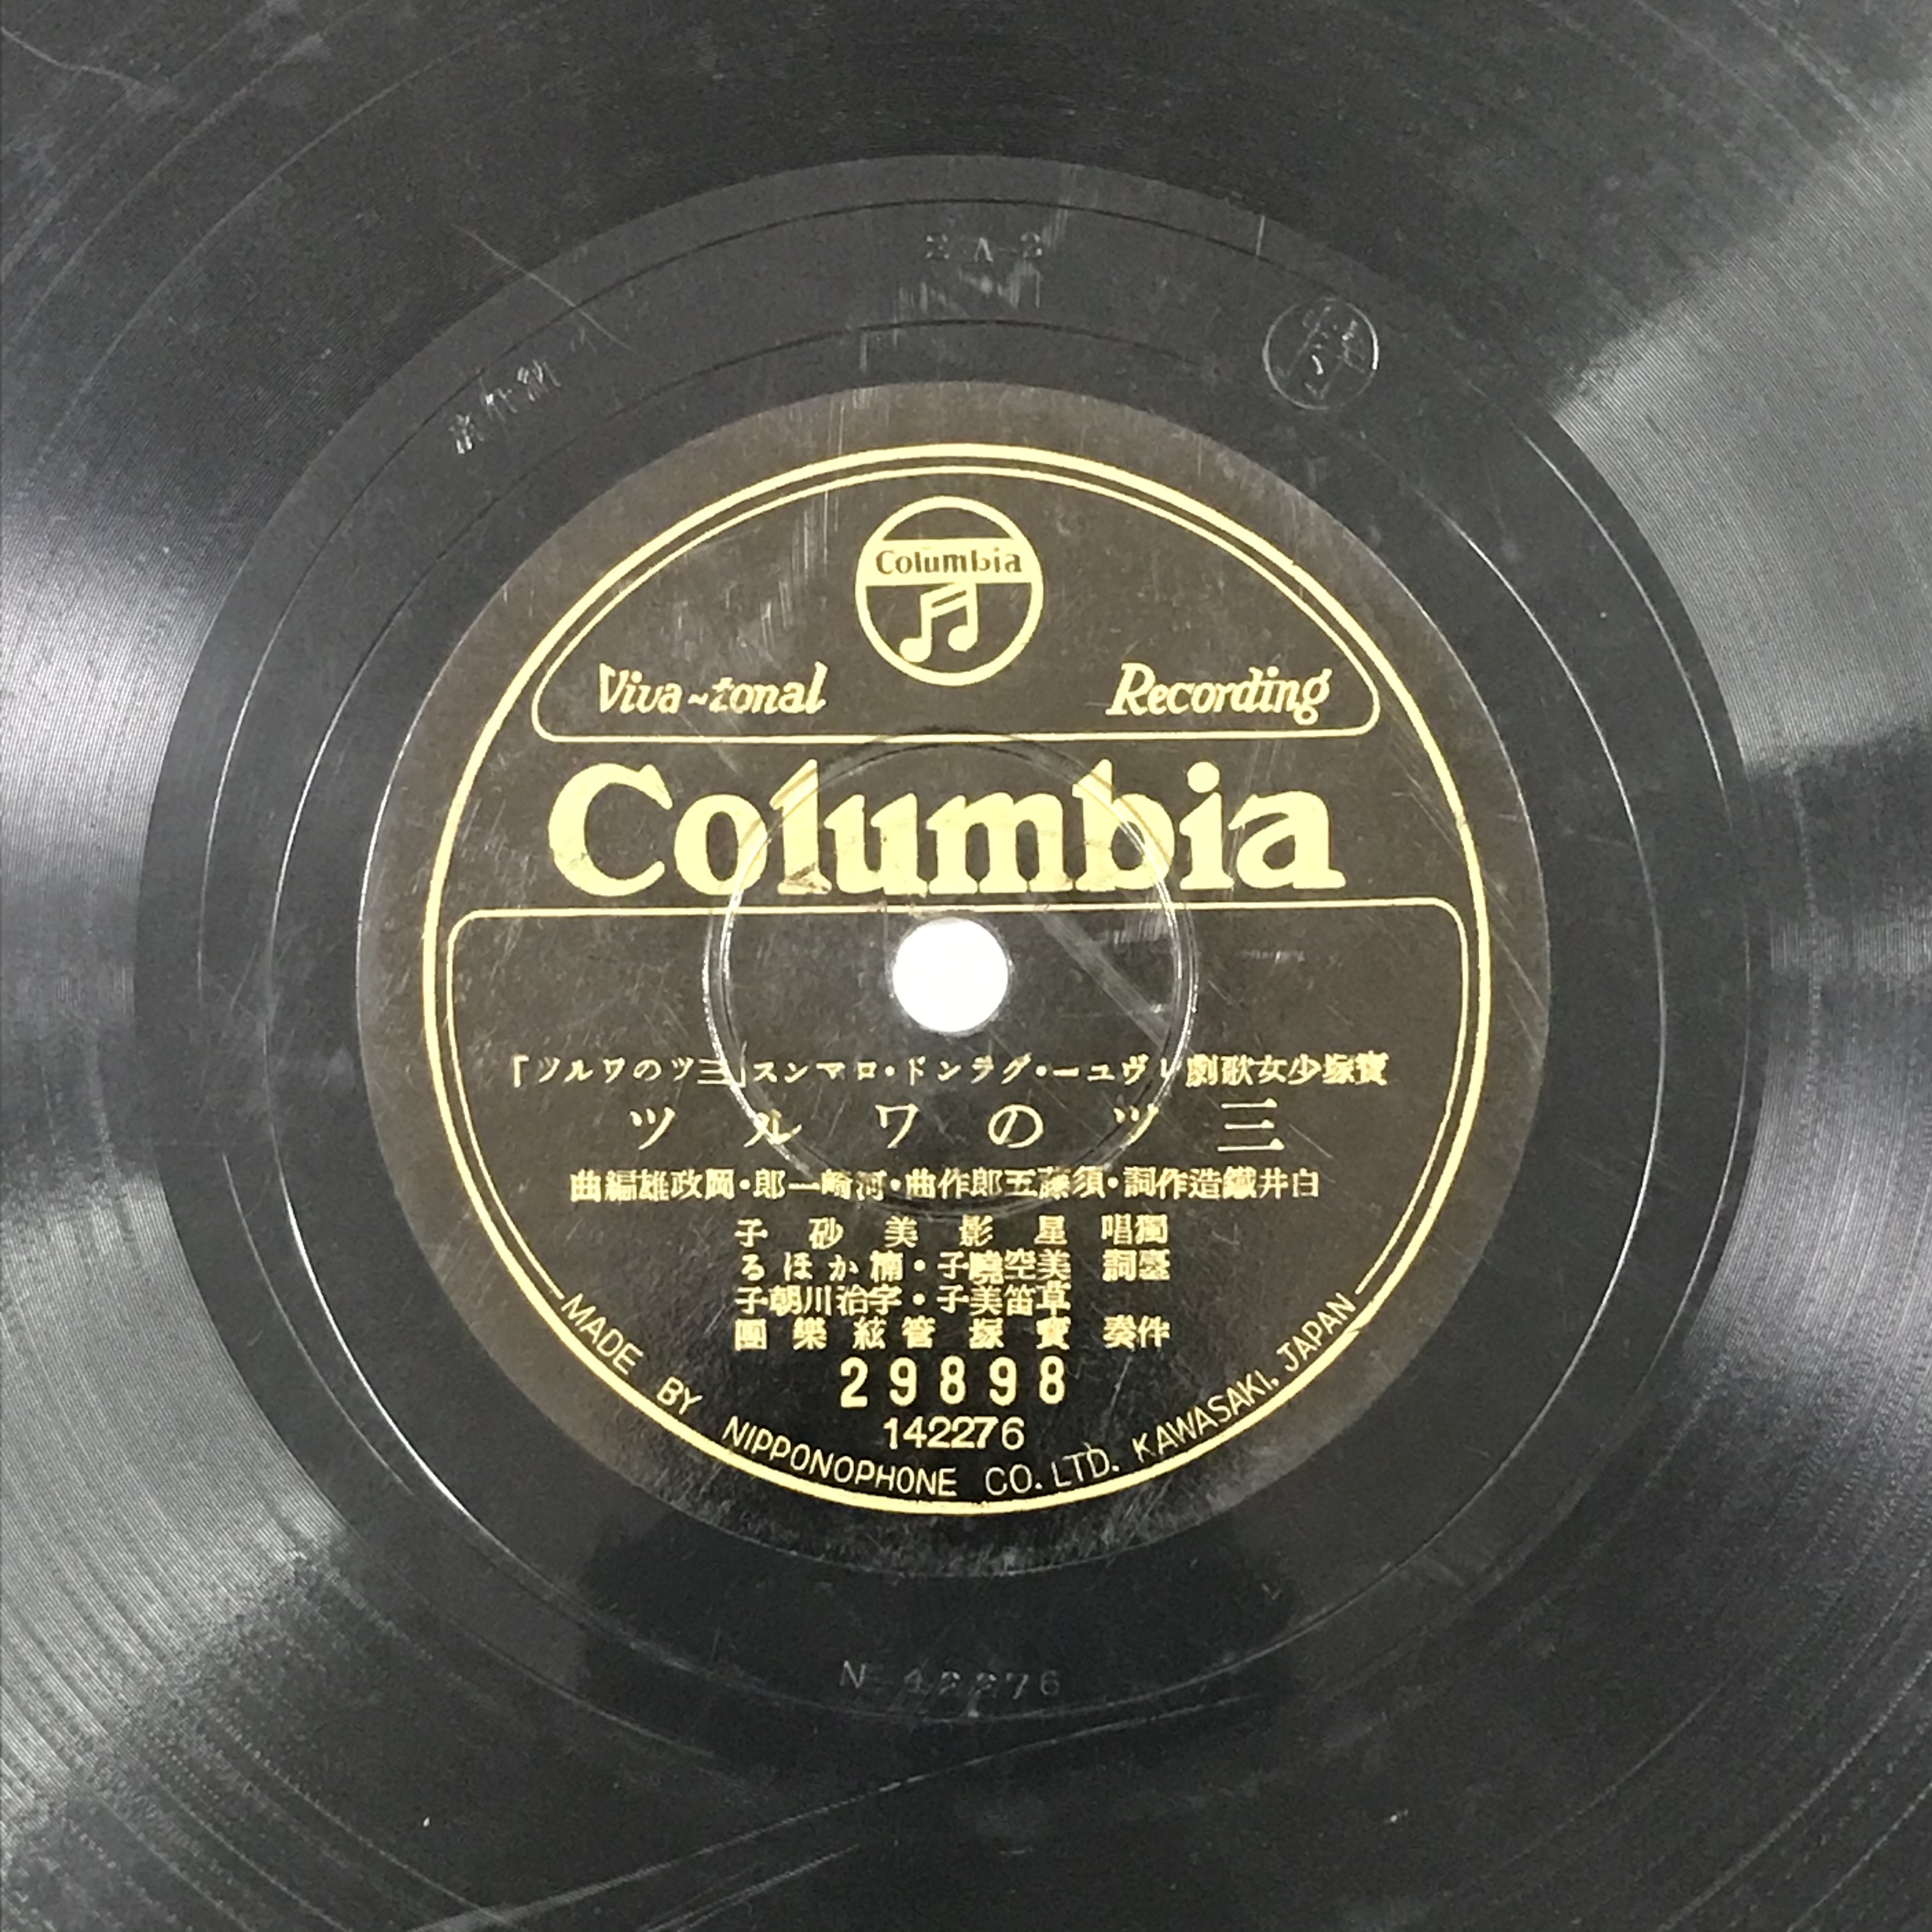 Columbia
Viva-tonal Recording
Columbia
寶塚少女歌劇レヴユー・グランド・ロマンス「三ツのワルツ」
三ツのワルツ
白井鐵造作詞・須藤五郎作曲・河崎一郎・岡政雄編曲
獨唱 星影美砂子
臺詞 美空曉子・楠かほる
草笛美子・宇治川朝子
伴奏 寶塚管絃樂團
29898
142276
MADE BY NIPPONOPHONE CO. LTD. KAWASAKI, JAPAN